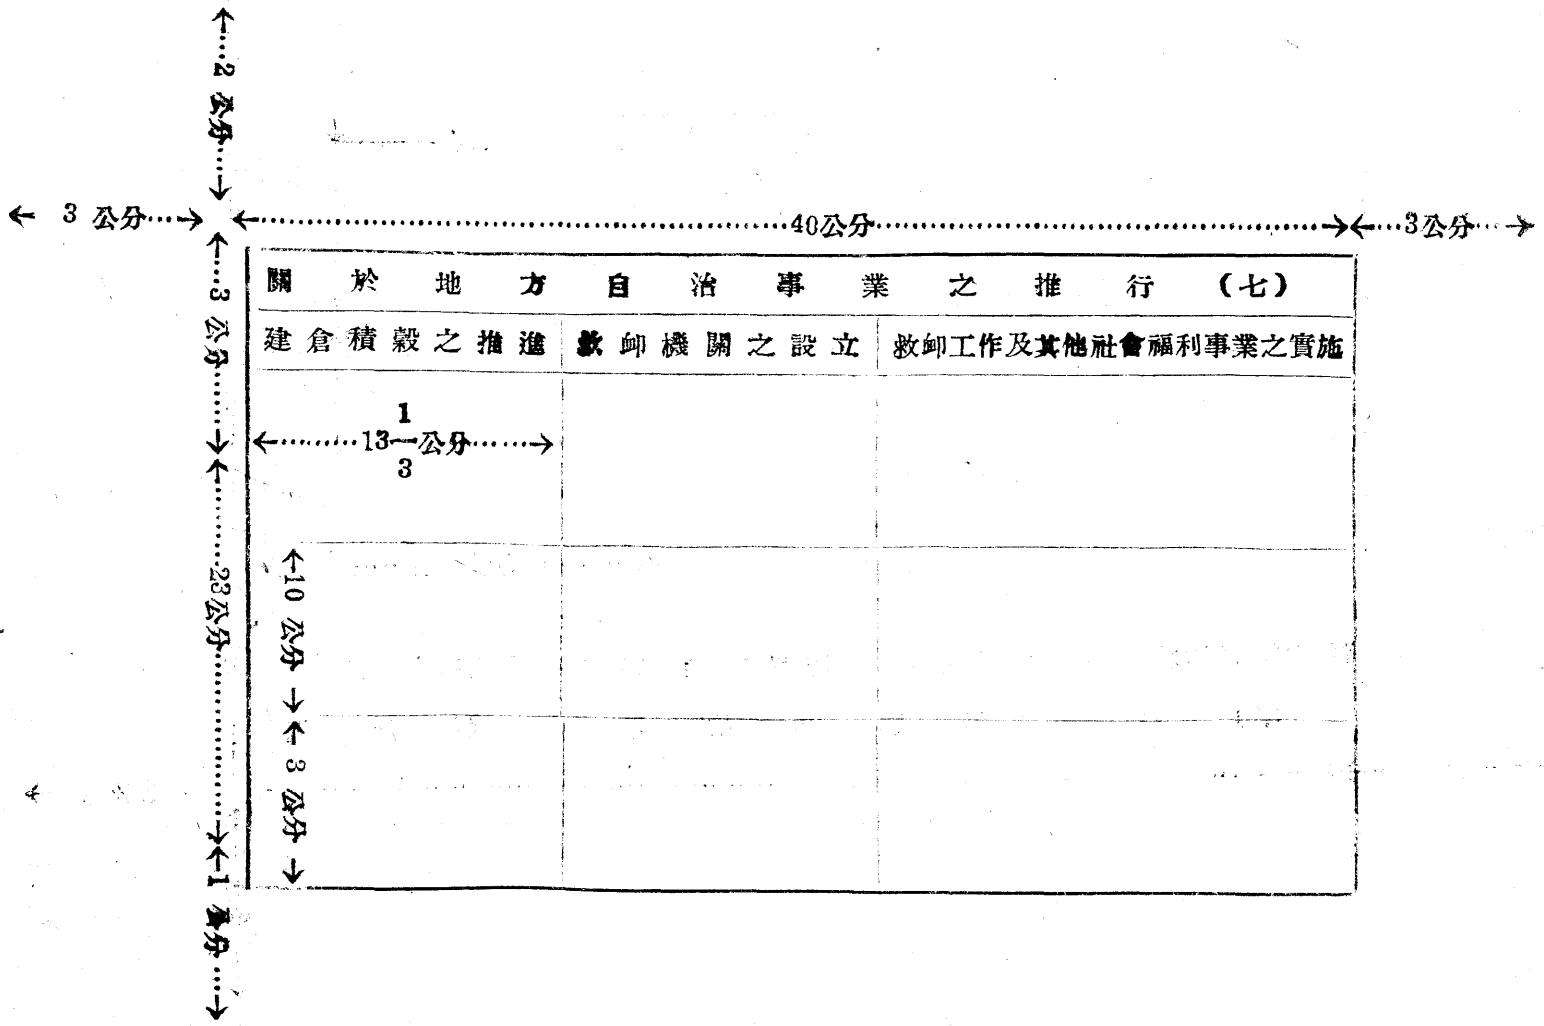 2 公分
3 公分
40公分
3公分
3 公分
關於地方自治事業之推行(七)
建倉積穀之推進
救卹機關之設立
救卹工作及其他社會福利事業之實施
13 1/3 公分
23公分
10 公分
3 公分
1 公分